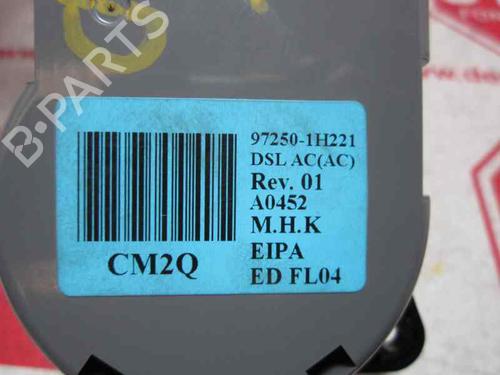 B-PARTS
97250-1H221
DSL AC(AC)
Rev. 01
A0452
M.H.K
EIPA
ED FL04
CM2Q